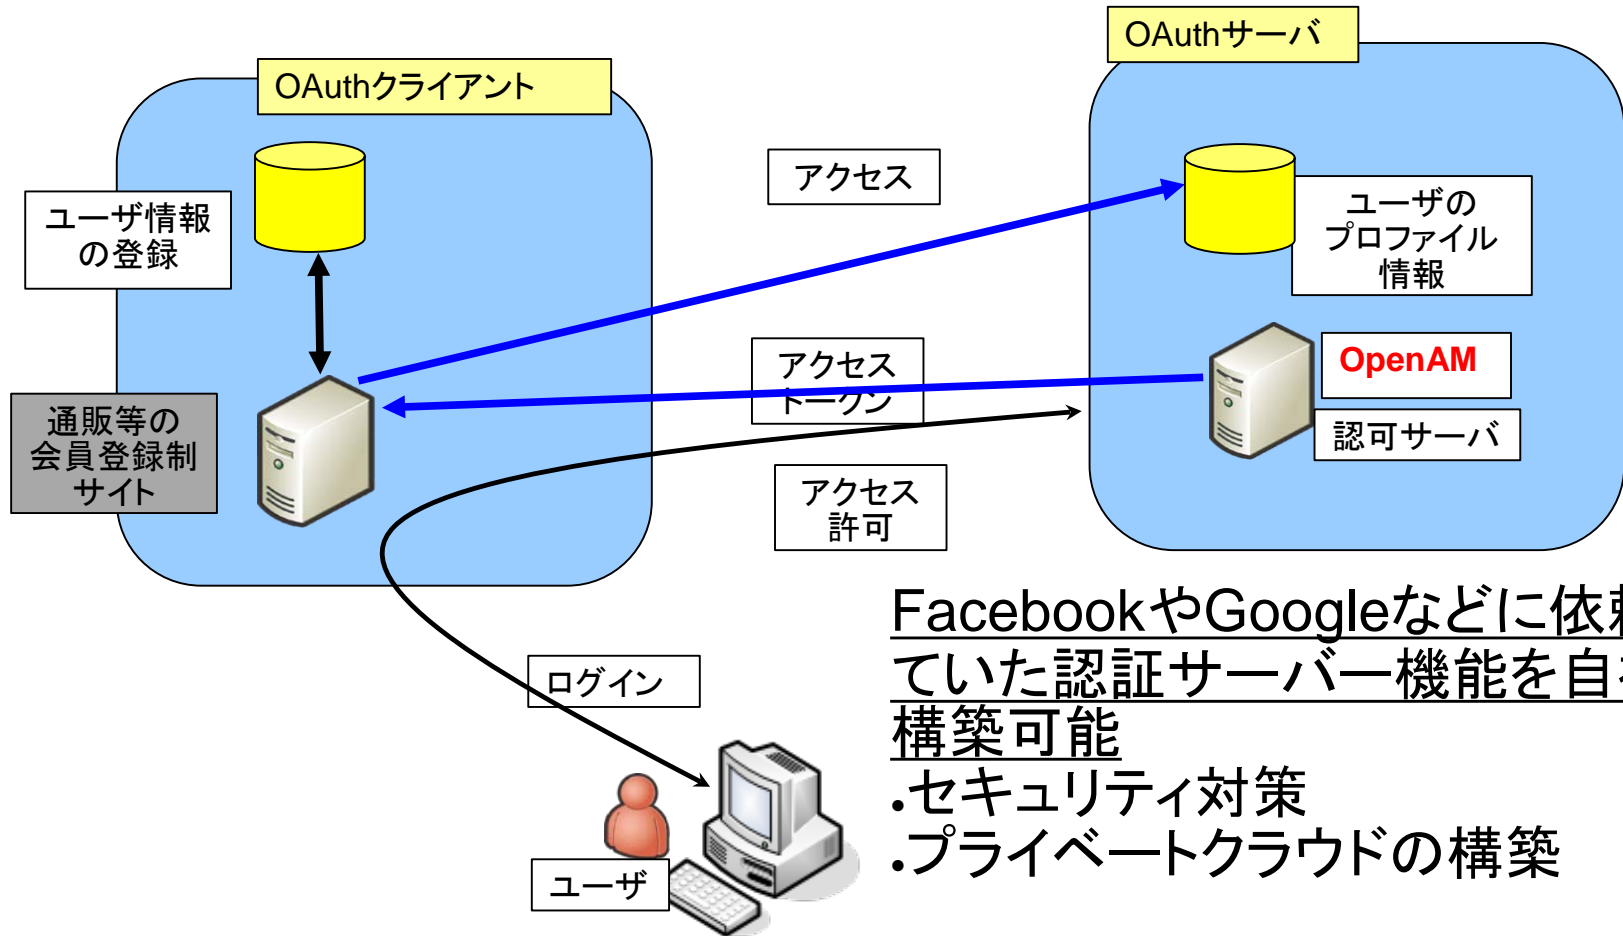 OAuthサーバ
OAuthクライアント
アクセス
ユーザ情報
の登録
ユーザの
プロファイル
情報
アクセス
トークン
OpenAM
認可サーバ
通販等の
会員登録制
サイト
アクセス
許可
FacebookやGoogleなどに依
ていた認証サーバー機能を自
構築可能
ログイン
•セキュリティ対策
•プライベートクラウドの構築
ユーザ